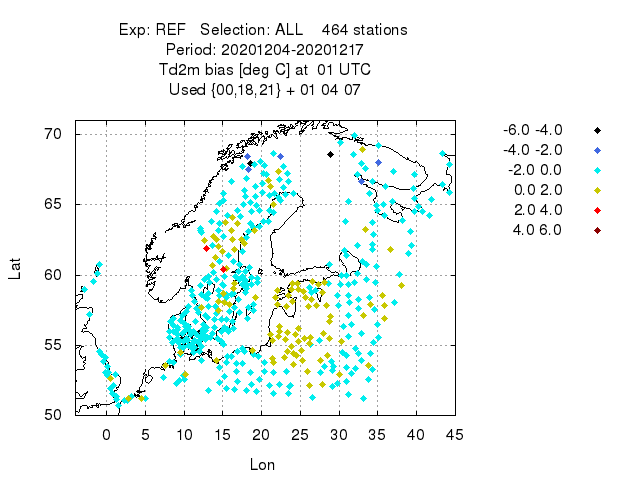 Exp: REF   Selection: ALL    464 stations
Period: 20201204-20201217
Td2m bias [deg C] at  01 UTC
Used {00,18,21} + 01 04 07
-6.0 -4.0
-4.0 -2.0
-2.0 0.0
0.0 2.0
2.0 4.0
4.0 6.0
70
65
60
55
50
Lat
0 5 10 15 20 25 30 35 40 45
Lon